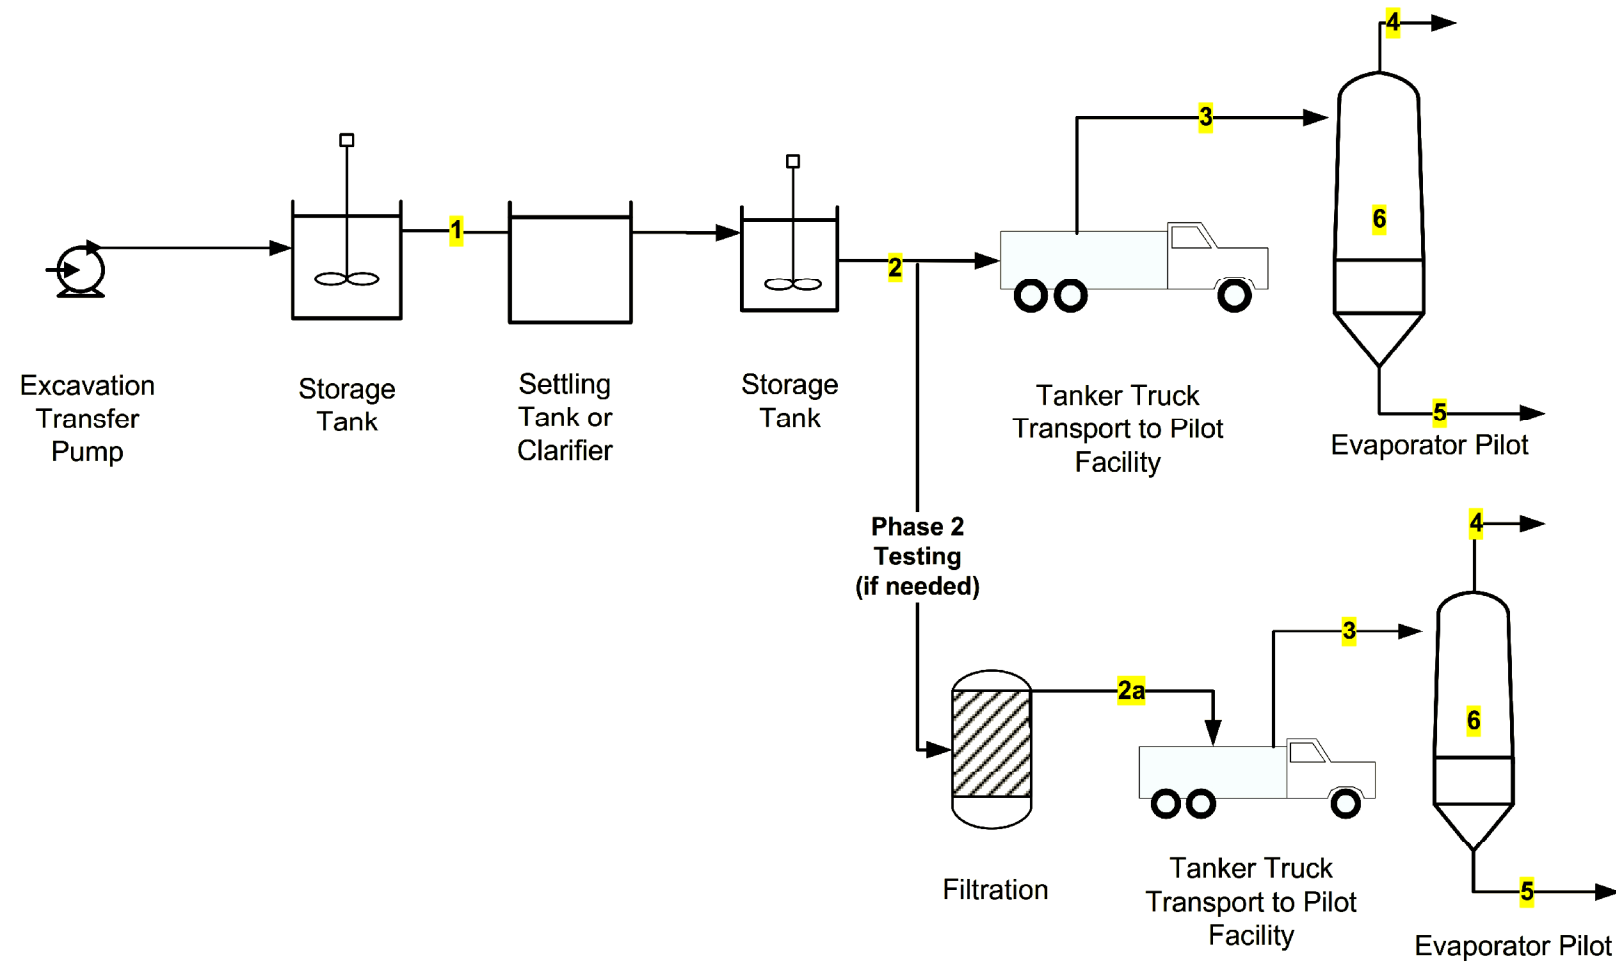 4
3
6
1
2
5
Excavation
Transfer
Pump
Storage
Tank
Settling
Tank or
Clarifier
Storage
Tank
Tanker Truck
Transport to Pilot
Facility
Evaporator Pilot
Phase 2
Testing
(if needed)
4
3
2a
6
5
Filtration
Tanker Truck
Transport to Pilot
Facility
Evaporator Pilot